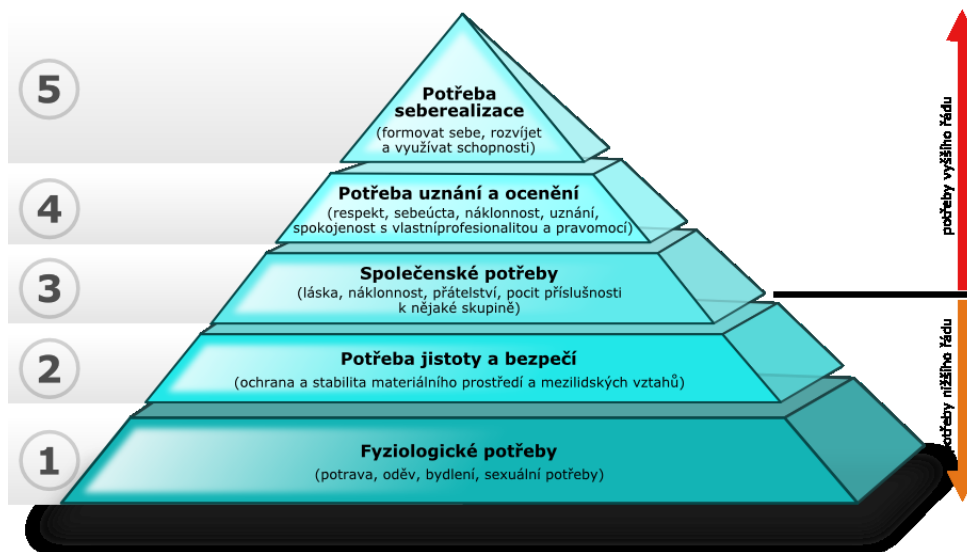 5
Potřeba
seberealizace
(formovat sebe, rozvíjet
a využívat schopnosti)
4
Potřeba uznání a ocenění
(respekt, sebeúcta, náklonnost, uznání,
spokojenost s vlastníprofesionalitou a pravomocí)
3
Společenské potřeby
(láska, náklonnost, přátelství, pocit příslušnosti
k nějaké skupině)
2
Potřeba jistoty a bezpečí
(ochrana a stabilita materiálního prostředí a mezilidských vztahů)
1
Fyziologické potřeby
(potrava, oděv, bydlení, sexuální potřeby)
potřeby vyššího řádu
potřeby nižšího řádu